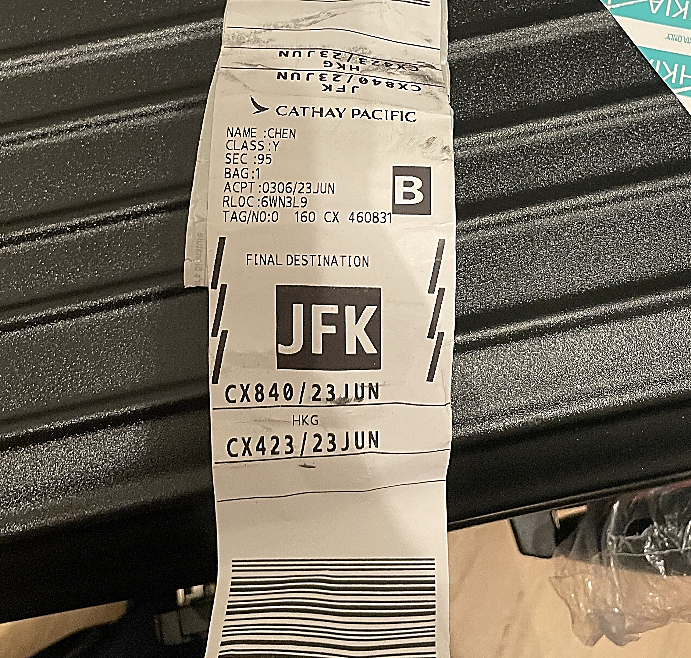 CX423/23JUN
HKG
CX840/23JUN
JFK
CATHAY PACIFIC
NAME :CHEN
CLASS:Y
SEC :95
BAG:1
ACPT:0306/23JUN
RLOC:6WN3L9
TAG/NO:0 160 CX 460831
B
FINAL DESTINATION
JFK
CX840/23JUN
HKG
CX423/23JUN